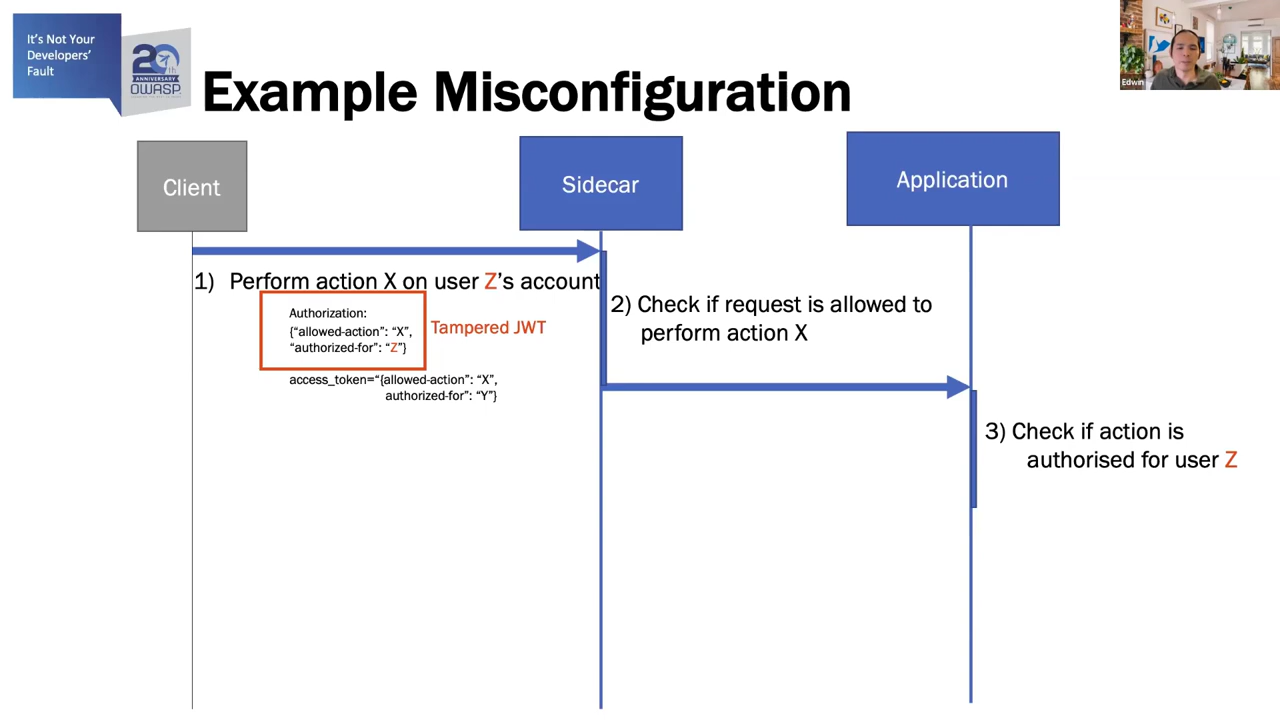 It's Not Your
Developers'
Fault
20th
ANNIVERSARY
OWASP
Example Misconfiguration
Edwin
Client
Sidecar
Application
1) Perform action X on user Z's account
Authorization:
{“allowed-action”: “X”,
“authorized-for”: “Z”}
Tampered JWT
access_token=“{allowed-action”: “X”,
authorized-for”: “Y”}
2) Check if request is allowed to
perform action X
3) Check if action is
authorised for user Z